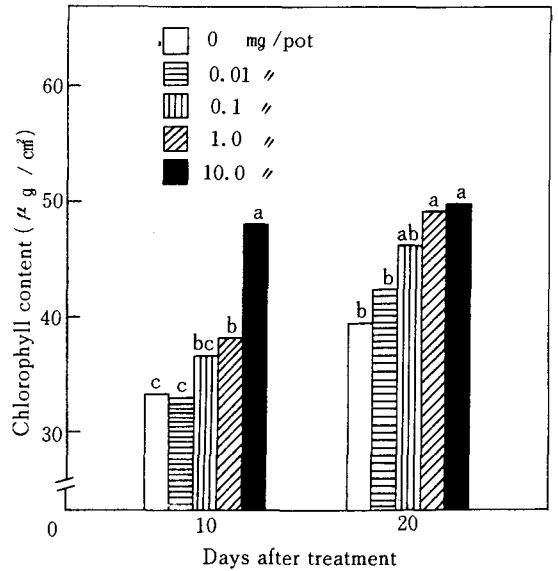 0 mg/pot
0.01 〃
0.1 〃
1.0 〃
10.0 〃
Chlorophyll content (μg/cm²)
60
50
40
30
0
c
c
bc
b
a
b
b
ab
a
a
10
20
Days after treatment